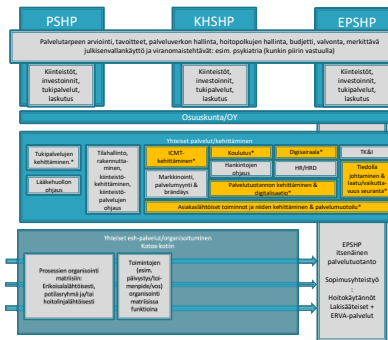 PSHP
KHSHP
EPSHP
Palvelutarpeen arviointi, tavoitteet, palveluverkon hallinta, hoitopolkujen hallinta, budjetti, valvonta, merkittävä
julkisenvallankäyttö ja viranomaistehtävät: esim. psykiatria (kunkin piirin vastuulla)
Kiinteistöt,
investoinnit,
tukipalvelut,
laskutus
Kiinteistöt,
investoinnit,
tukipalvelut,
laskutus
Kiinteistöt,
investoinnit,
tukipalvelut,
laskutus
Osuuskunta/OY
Yhteiset palvelut/kehittäminen
Tukipalvelujen
kehittäminen.*
Lääkehuollon
ohjaus
Tilahallinto,
rakennutta-
minen,
kiinteistö-
kehittäminen,
kiinteistö-
palvelujen
ohjaus
ICMT-
kehittäminen*
Markkinointi,
palvelumyynti &
brändäys
Koulutus*
Hankintojen
ohjaus
Digisairaala*
HR/HRD
TK&I
Tiedolla
johtaminen &
laatu/vaikutta-
vuus seuranta*
Palvelutuotannon kehittäminen &
digitalisaatio*
Asiakaslähtöiset toiminnot ja niiden kehittäminen & palvelumuotoilu*
Yhteiset esh-palvelut/organisoituminen
Kotoa kotiin
Prosessien organisointi
matriisiin:
Erikoisalalähtöisesti,
potilasryhmä ja/tai
hoitolinjalähtöisesti
Toimintojen
(esim.
päivystys/toi-
menpide/vos)
organisointi
matriisissa
funktioina
EPSHP
itsenäinen
palvelutuotanto
Sopimusyhteistyö
:
Hoitokäytännöt
Lakisääteiset +
ERVA-palvelut